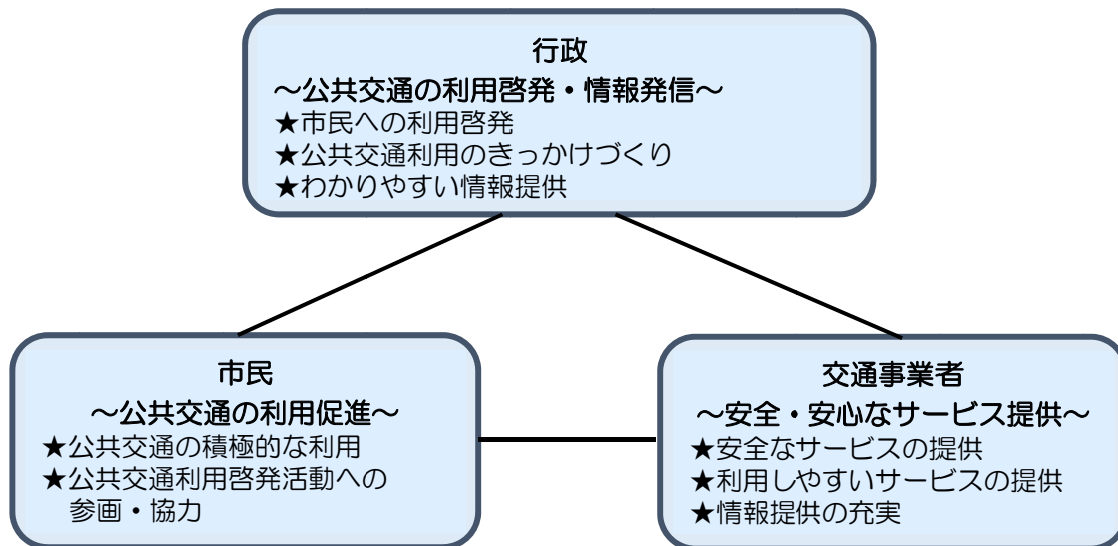 行政
～公共交通の利用啓発・情報発信～
★市民への利用啓発
★公共交通利用のきっかけづくり
★わかりやすい情報提供
市民
～公共交通の利用促進～
★公共交通の積極的な利用
★公共交通利用啓発活動への
参画・協力
交通事業者
～安全・安心なサービス提供～
★安全なサービスの提供
★利用しやすいサービスの提供
★情報提供の充実